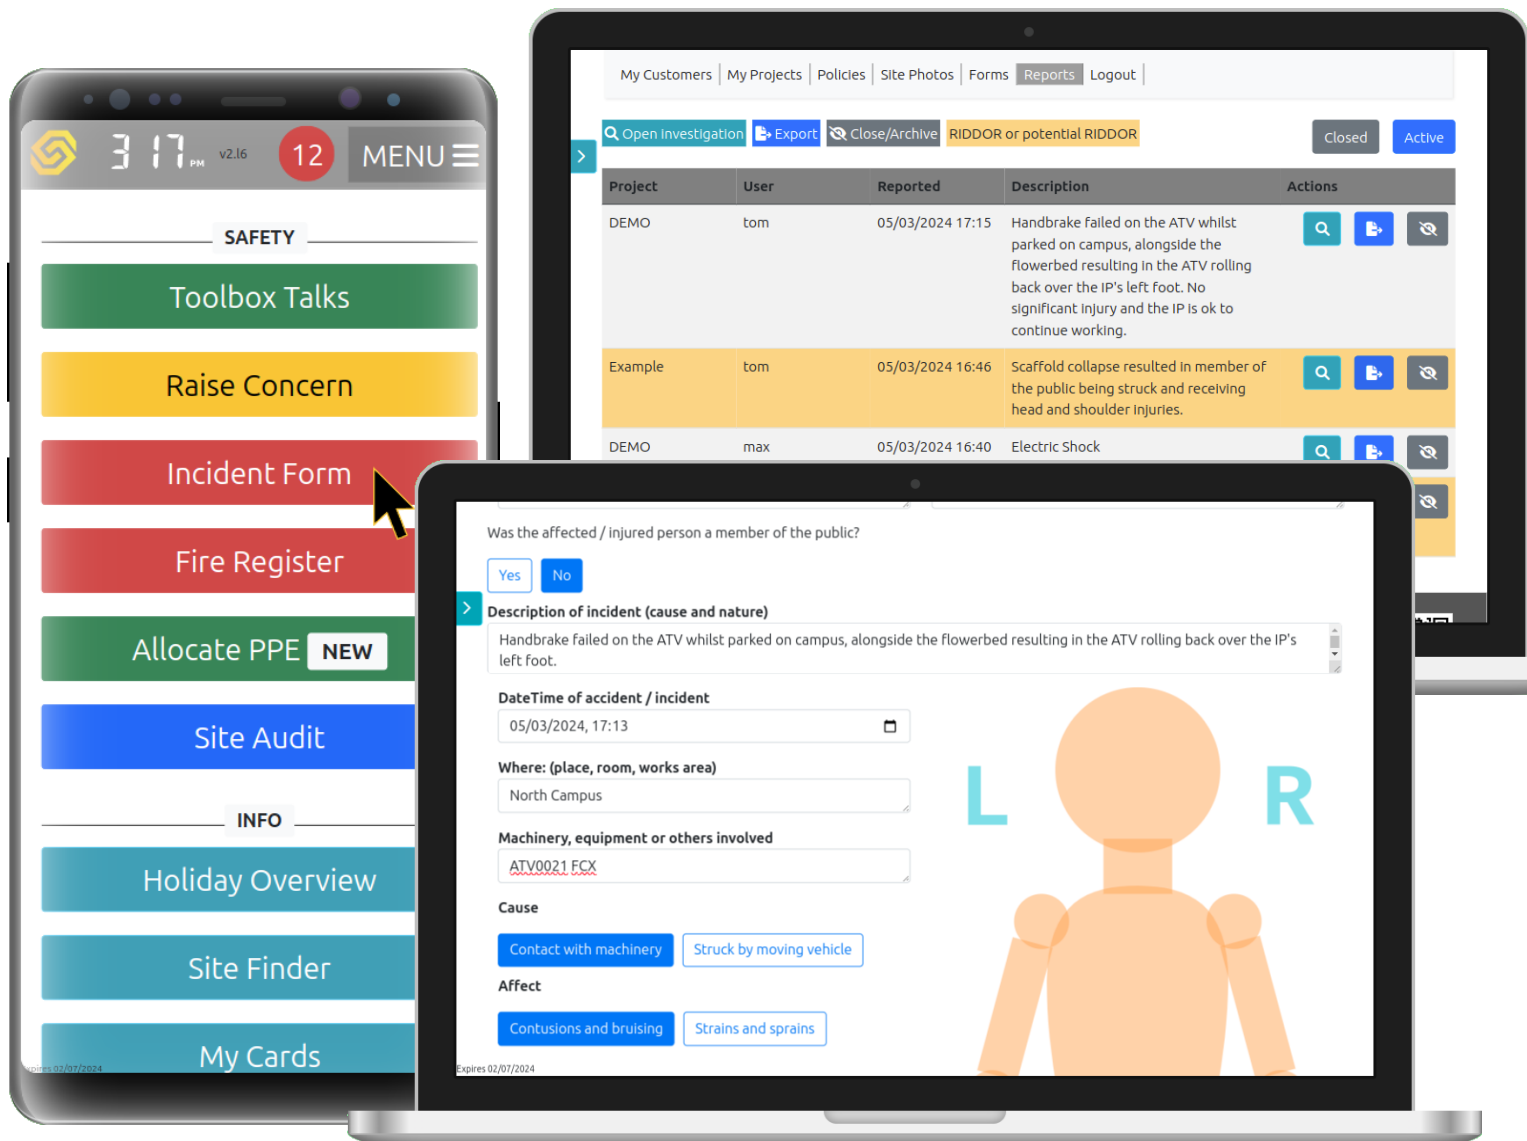 3 17 PM
v2.16
12
MENU
SAFETY
Toolbox Talks
Raise Concern
Incident Form
Fire Register
Allocate PPE NEW
Site Audit
INFO
Holiday Overview
Site Finder
My Cards
xpires 02/07/2024
My Customers My Projects Policies Site Photos Forms Reports Logout
Open investigation Export Close/Archive RIDDOR or potential RIDDOR
Closed Active
Project User Reported Description Actions
DEMO tom 05/03/2024 17:15 Handbrake failed on the ATV whilst
parked on campus, alongside the
flowerbed resulting in the ATV rolling
back over the IP's left foot. No
significant injury and the IP is ok to
continue working.
Example tom 05/03/2024 16:46 Scaffold collapse resulted in member of
the public being struck and receiving
head and shoulder injuries.
DEMO max 05/03/2024 16:40 Electric Shock
Was the affected / injured person a member of the public?
Yes No
Description of incident (cause and nature)
Handbrake failed on the ATV whilst parked on campus, alongside the flowerbed resulting in the ATV rolling back over the IP's
left foot.
DateTime of accident / incident
05/03/2024, 17:13
Where: (place, room, works area)
North Campus
Machinery, equipment or others involved
ATV0021 FCX
Cause
Contact with machinery Struck by moving vehicle
Affect
Contusions and bruising Strains and sprains
L R
Expires 02/07/2024